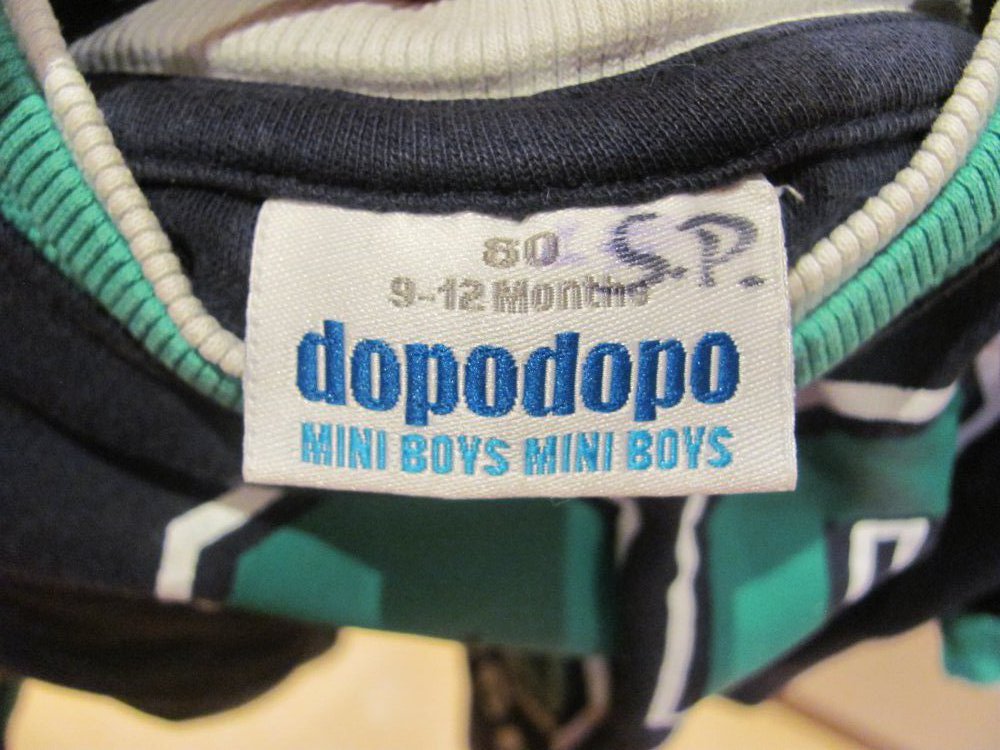 80 S.P.
9-12 Months
dopodopo
MINI BOYS MINI BOYS